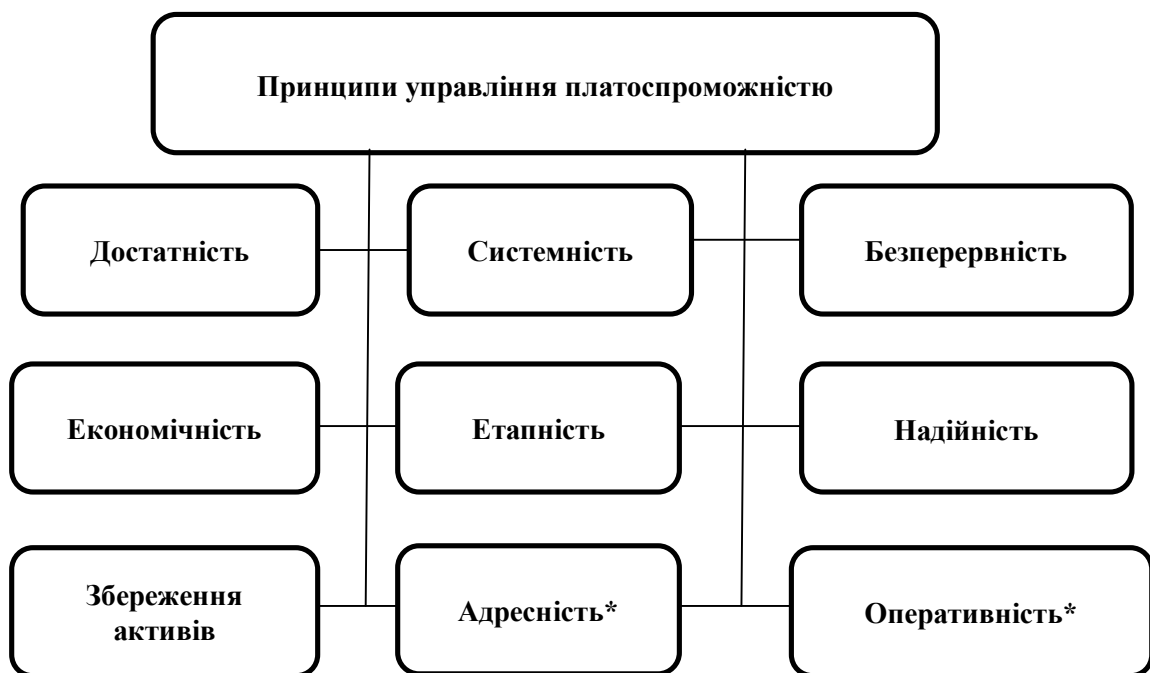 Принципи управління платоспроможністю
Достатність
Системність
Безперервність
Економічність
Етапність
Надійність
Збереження
активів
Адресність*
Оперативність*